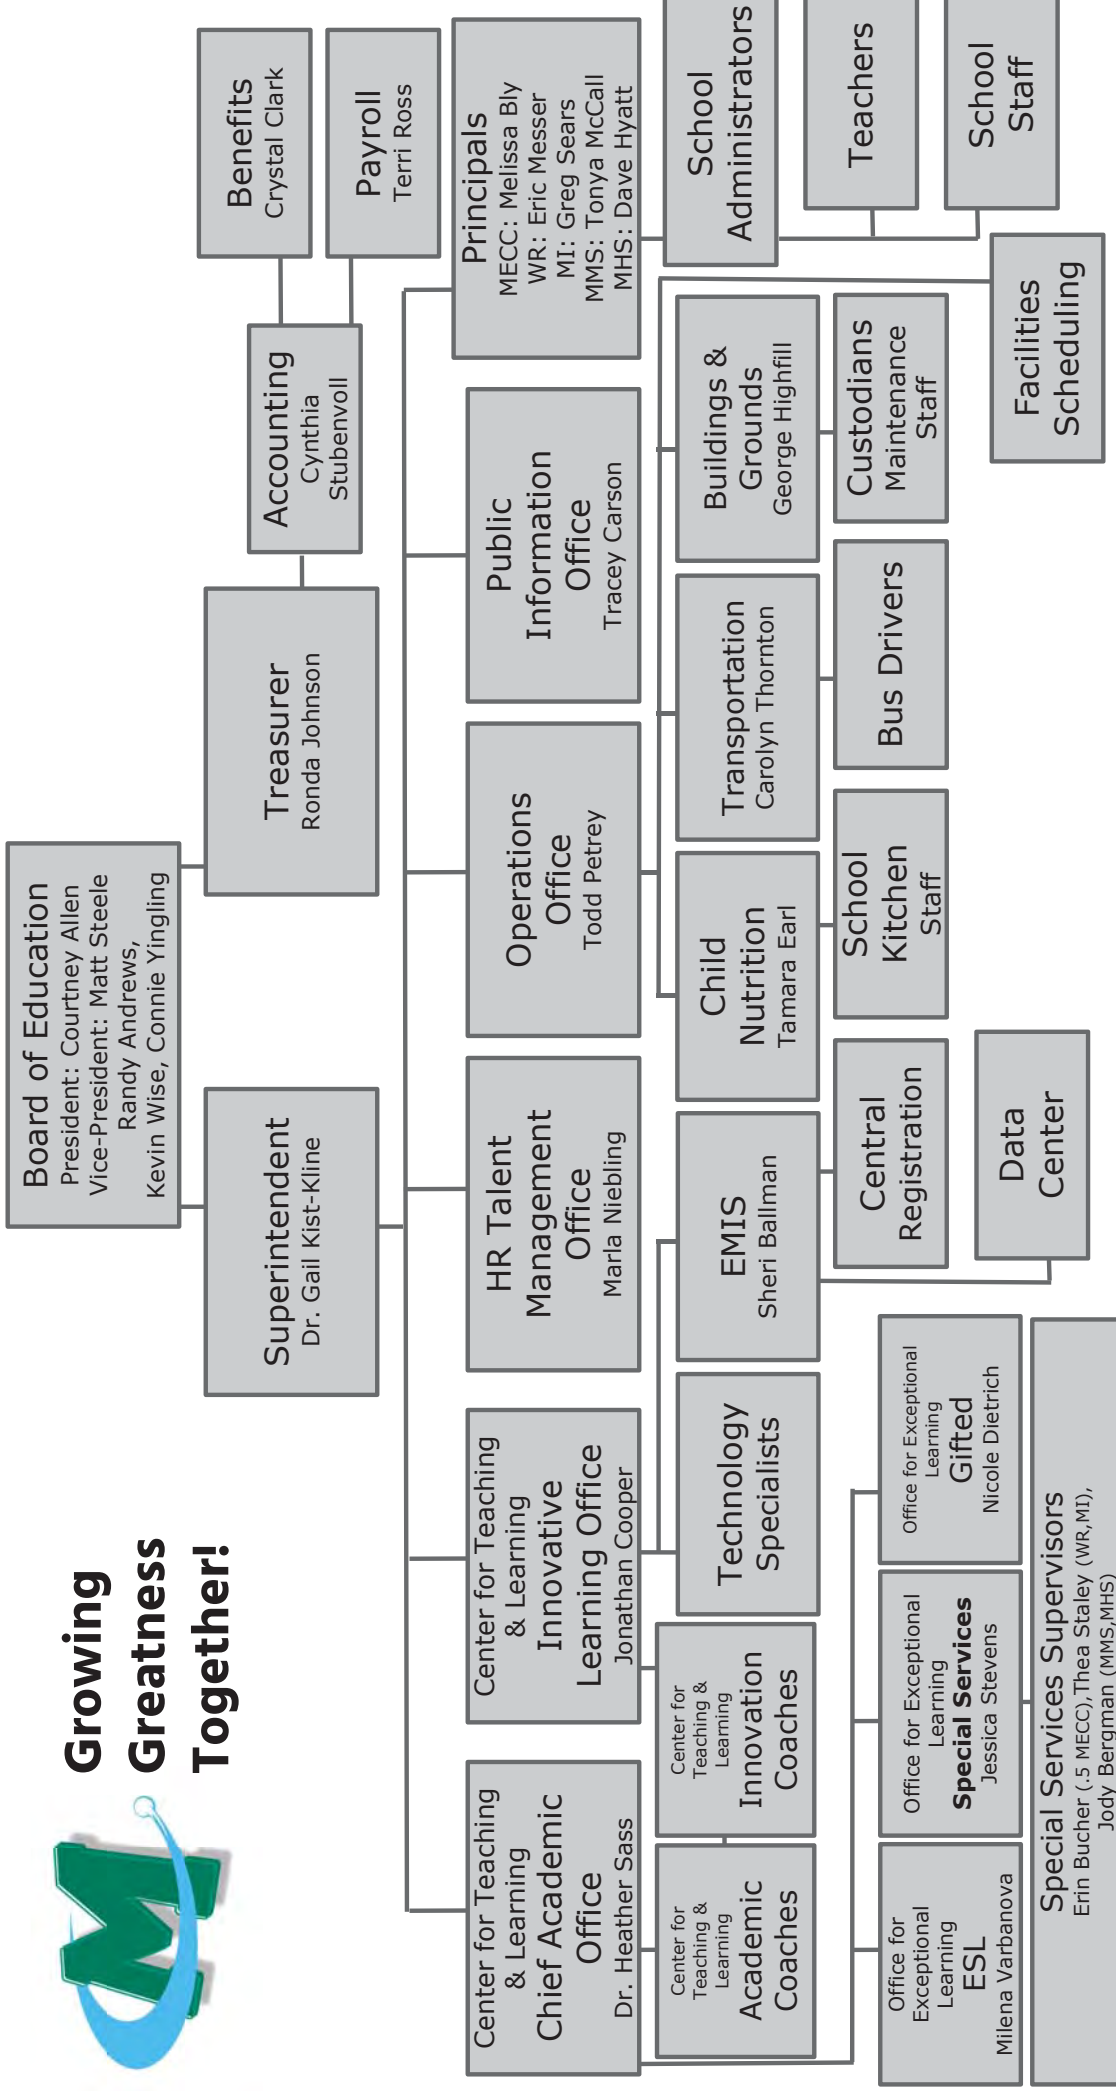 Growing
Greatness
Together!
Board of Education
President: Courtney Allen
Vice-President: Matt Steele
Randy Andrews,
Kevin Wise, Connie Yingling
Superintendent
Dr. Gail Kist-Kline
Treasurer
Ronda Johnson
Accounting
Cynthia
Stubenvoll
Benefits
Crystal Clark
Payroll
Terri Ross
Center for Teaching
& Learning
Chief Academic
Office
Dr. Heather Sass
Center for Teaching
& Learning
Innovative
Learning Office
Jonathan Cooper
HR Talent
Management
Office
Marla Niebling
Operations
Office
Todd Petrey
Public
Information
Office
Tracey Carson
Principals
MECC: Melissa Bly
WR: Eric Messer
MI: Greg Sears
MMS: Tonya McCall
MHS: Dave Hyatt
Center for
Teaching &
Learning
Academic
Coaches
Center for
Teaching &
Learning
Innovation
Coaches
Technology
Specialists
EMIS
Sheri Ballman
Child
Nutrition
Tamara Earl
Transportation
Carolyn Thornton
Buildings &
Grounds
George Highfill
School
Administrators
Teachers
School
Staff
Central
Registration
Data
Center
School
Kitchen
Staff
Bus Drivers
Custodians
Maintenance
Staff
Facilities
Scheduling
Office for
Exceptional
Learning
ESL
Milena Varbanova
Office for Exceptional
Learning
Special Services
Jessica Stevens
Office for Exceptional
Learning
Gifted
Nicole Dietrich
Special Services Supervisors
Erin Bucher (.5 MECC),Thea Staley (WR,MI),
Jody Bergman (MMS,MHS)